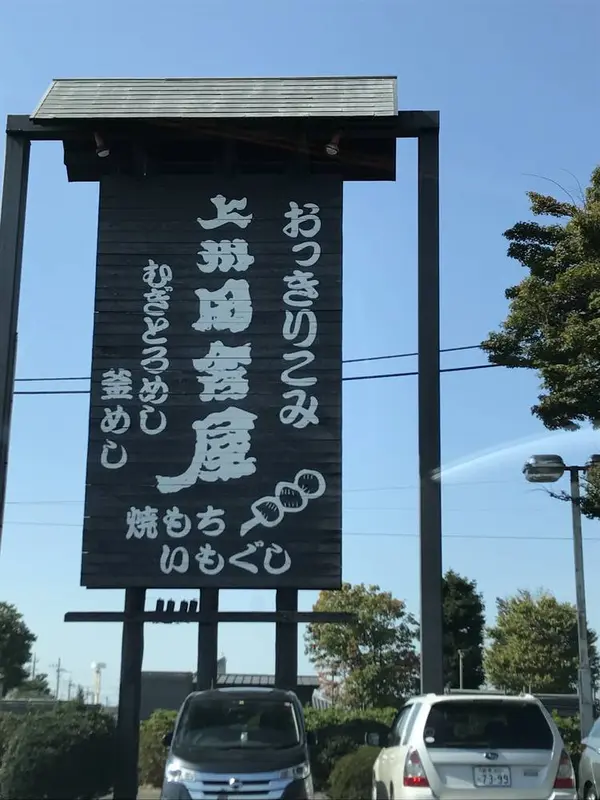 おっきりこみ
上州田舎屋
むぎとろめし
釜めし
焼もち
いもぐし
73-99